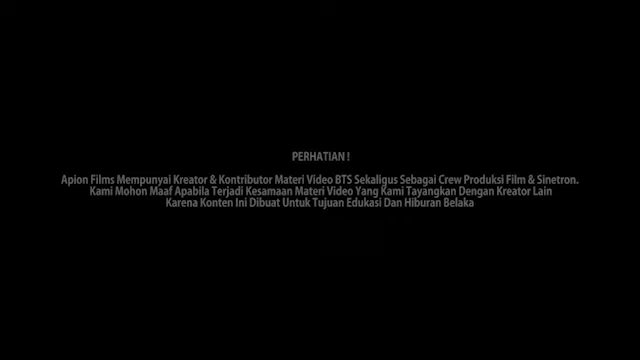 PERHATIAN !
Apion Films Mempunyai Kreator & Kontributor Materi Video BTS Sekaligus Sebagai Crew Produksi Film & Sinetron.
Kami Mohon Maaf Apabila Terjadi Kesamaan Materi Video Yang Kami Tayangkan Dengan Kreator Lain
Karena Konten Ini Dibuat Untuk Tujuan Edukasi Dan Hiburan Belaka